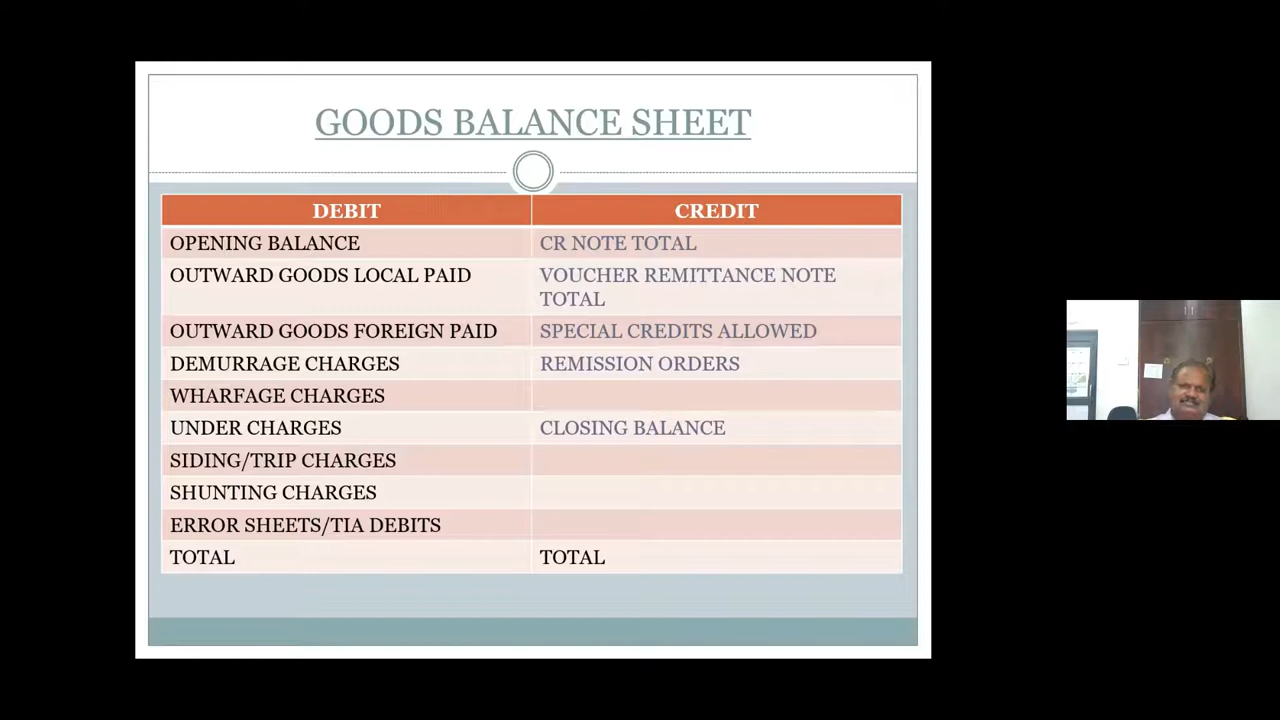 GOODS BALANCE SHEET
DEBIT
CREDIT
OPENING BALANCE
CR NOTE TOTAL
OUTWARD GOODS LOCAL PAID
VOUCHER REMITTANCE NOTE
TOTAL
OUTWARD GOODS FOREIGN PAID
SPECIAL CREDITS ALLOWED
DEMURRAGE CHARGES
REMISSION ORDERS
WHARFAGE CHARGES
UNDER CHARGES
CLOSING BALANCE
SIDING/TRIP CHARGES
SHUNTING CHARGES
ERROR SHEETS/TIA DEBITS
TOTAL
TOTAL